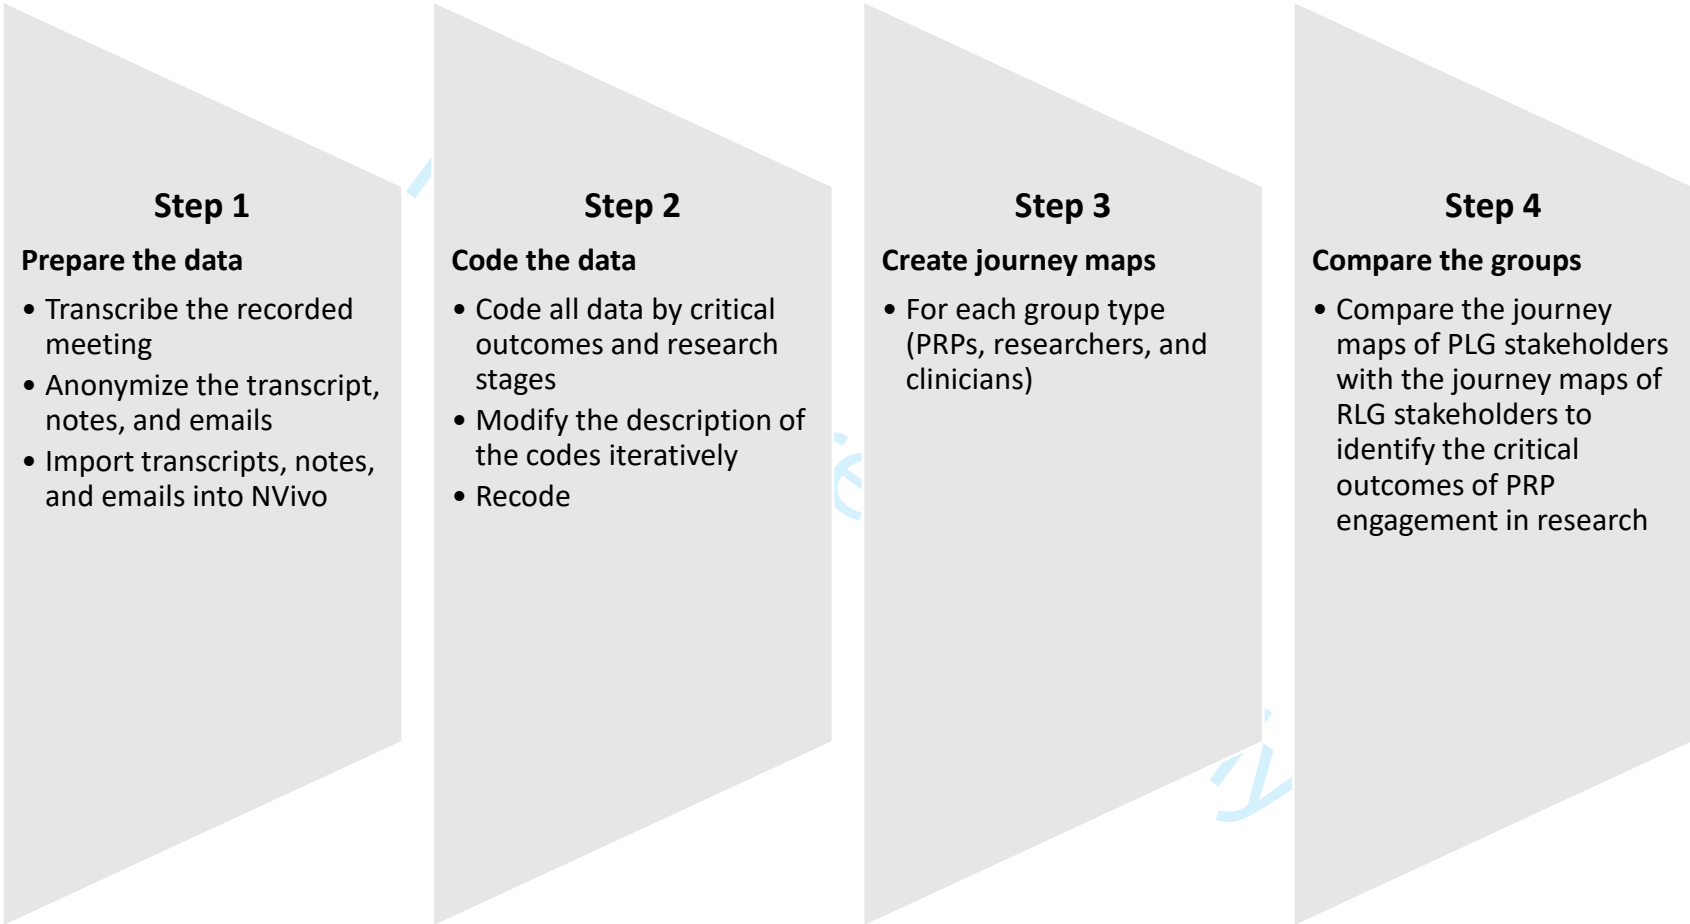 Step 1
Prepare the data
• Transcribe the recorded
meeting
• Anonymize the transcript,
notes, and emails
• Import transcripts, notes,
and emails into NVivo
Step 2
Code the data
• Code all data by critical
outcomes and research
stages
• Modify the description of
the codes iteratively
• Recode
Step 3
Create journey maps
• For each group type
(PRPs, researchers, and
clinicians)
Step 4
Compare the groups
• Compare the journey
maps of PLG stakeholders
with the journey maps of
RLG stakeholders to
identify the critical
outcomes of PRP
engagement in research